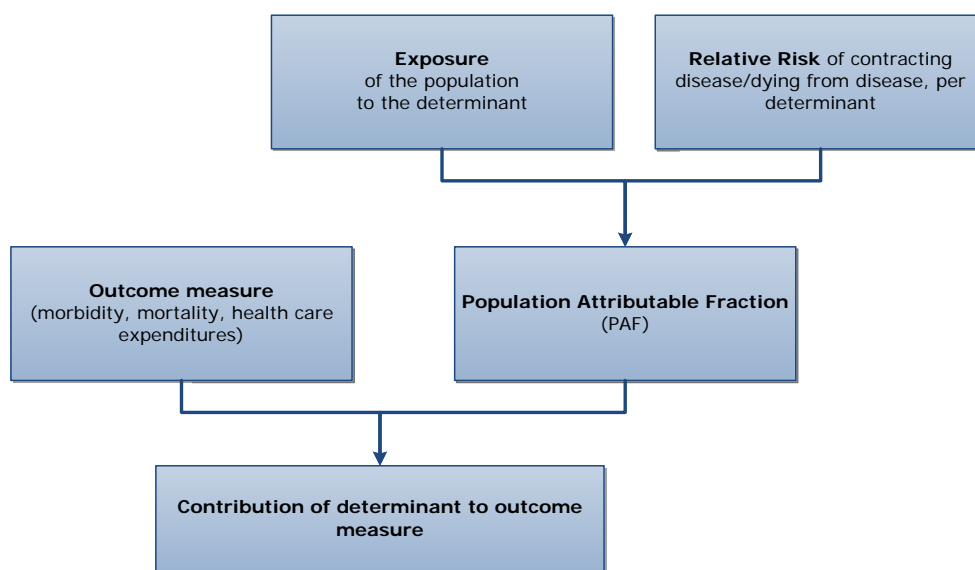 Exposure
of the population
to the determinant
Relative Risk of contracting
disease/dying from disease, per
determinant
Outcome measure
(morbidity, mortality, health care
expenditures)
Population Attributable Fraction
(PAF)
Contribution of determinant to outcome
measure